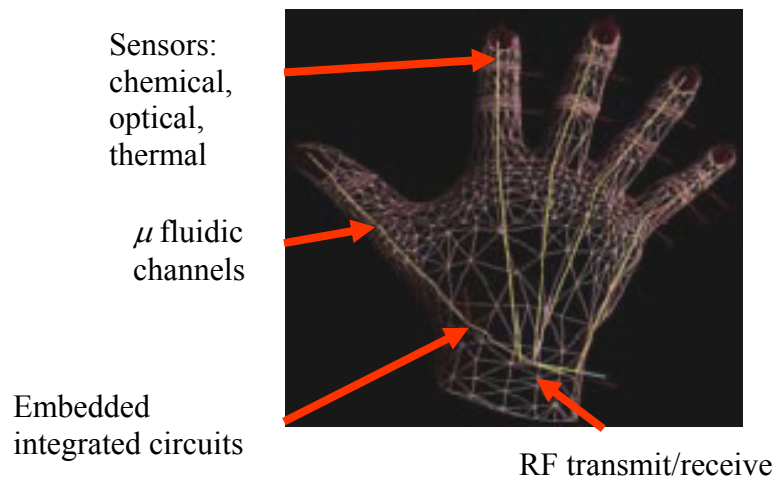 Sensors:
chemical,
optical,
thermal
μ fluidic
channels
Embedded
integrated circuits
RF transmit/receive